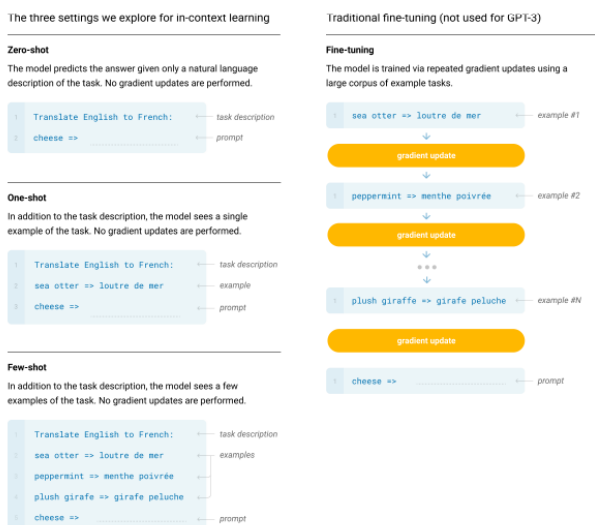 The three settings we explore for in-context learning
Zero-shot
The model predicts the answer given only a natural language
description of the task. No gradient updates are performed.
1 Translate English to French: task description
2 cheese => prompt
One-shot
In addition to the task description, the model sees a single
example of the task. No gradient updates are performed.
1 Translate English to French: task description
2 sea otter => loutre de mer example
3 cheese => prompt
Few-shot
In addition to the task description, the model sees a few
examples of the task. No gradient updates are performed.
1 Translate English to French: task description
2 sea otter => loutre de mer examples
3 peppermint => menthe poivrée
4 plush girafe => girafe peluche
5 cheese => prompt
Traditional fine-tuning (not used for GPT-3)
Fine-tuning
The model is trained via repeated gradient updates using a
large corpus of example tasks.
1 sea otter => loutre de mer example #1
gradient update
1 peppermint => menthe poivrée example #2
gradient update
1 plush giraffe => girafe peluche example #N
gradient update
1 cheese => prompt